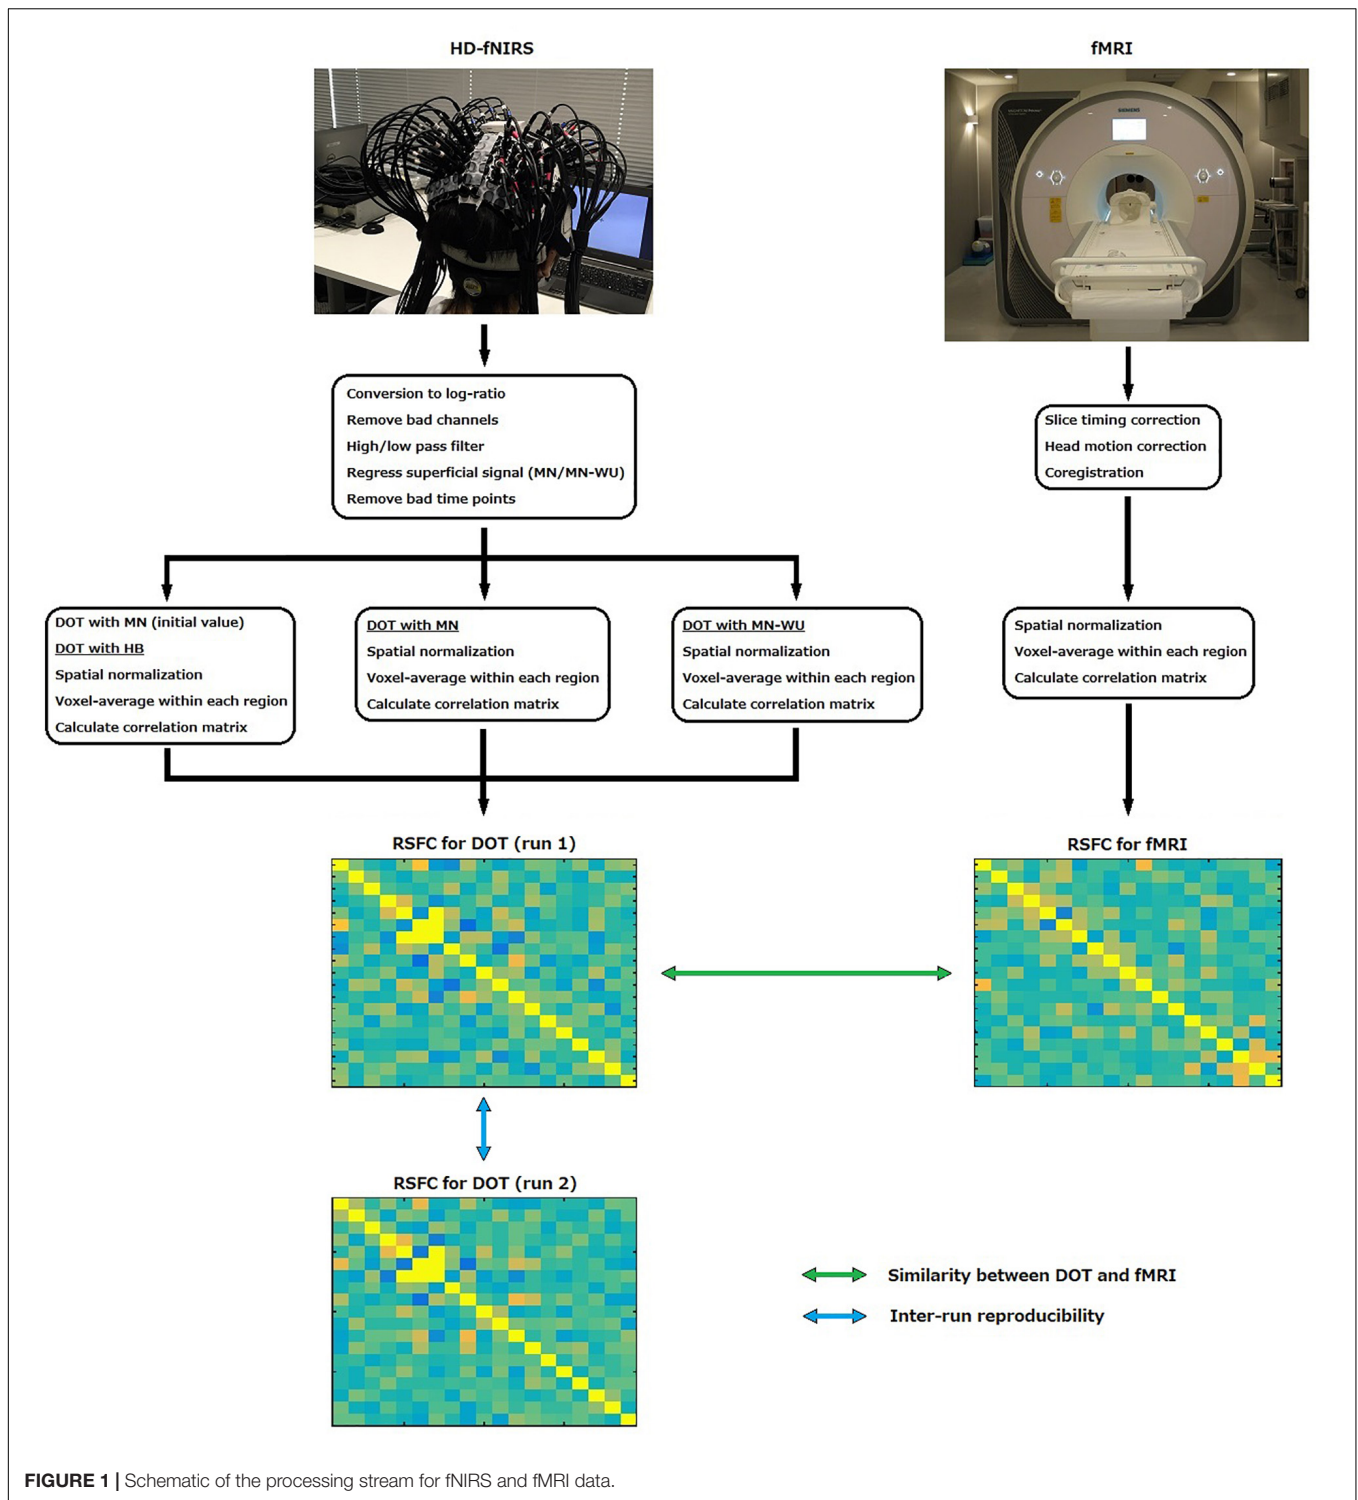 HD-fNIRS
fMRI
SIEMENS
Conversion to log-ratio
Remove bad channels
High/low pass filter
Regress superficial signal (MN/MN-WU)
Remove bad time points
Slice timing correction
Head motion correction
Coregistration
DOT with MN (initial value)
DOT with HB
Spatial normalization
Voxel-average within each region
Calculate correlation matrix
DOT with MN
Spatial normalization
Voxel-average within each region
Calculate correlation matrix
DOT with MN-WU
Spatial normalization
Voxel-average within each region
Calculate correlation matrix
Spatial normalization
Voxel-average within each region
Calculate correlation matrix
RSFC for DOT (run 1)
RSFC for fMRI
RSFC for DOT (run 2)
Similarity between DOT and fMRI
Inter-run reproducibility
FIGURE 1 | Schematic of the processing stream for fNIRS and fMRI data.